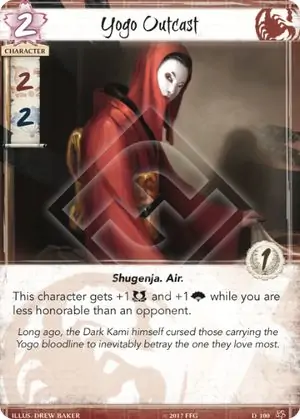 2 Yogo Outcast
CHARACTER
2
2
1
Shugenja. Air.
This character gets +1 and +1 while you are
less honorable than an opponent.
Long ago, the Dark Kami himself cursed those carrying the
Yogo bloodline to inevitably betray the one they love most.
ILLUS. DREW BAKER © 2017 FFG D 100